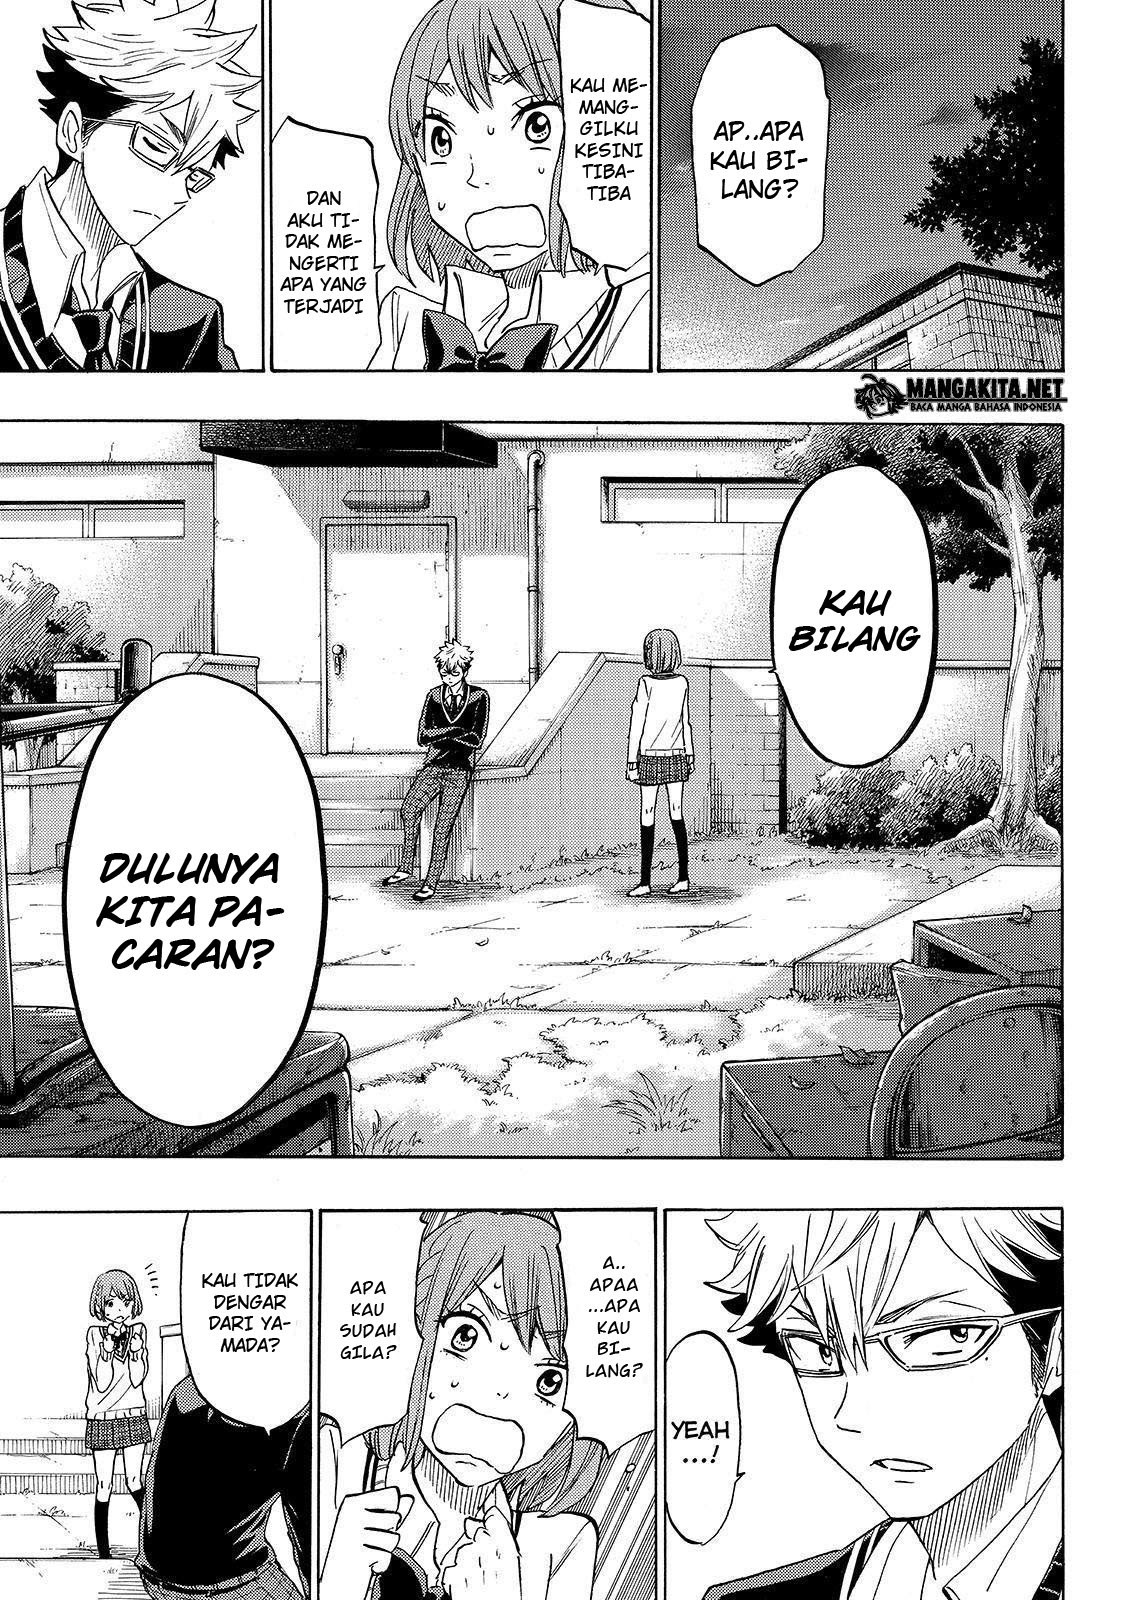 AP..APA
KAU BI-
LANG?
KAU ME-
MANG-
GILKU
KESINI
TIBA-
TIBA
DAN
AKU TI-
DAK ME-
NGERTI
APA YANG
TERJADI
MANGAKITA.NET
BACA MANGA BAHASA INDONESIA
KAU
BILANG
DULUNYA
KITA PA-
CARAN?
YEAH
...!
A..
APAA
...APA
KAU
BI-
LANG?
APA
KAU
SUDAH
GILA?
KAU TIDAK
DENGAR
DARI YA-
MADA?